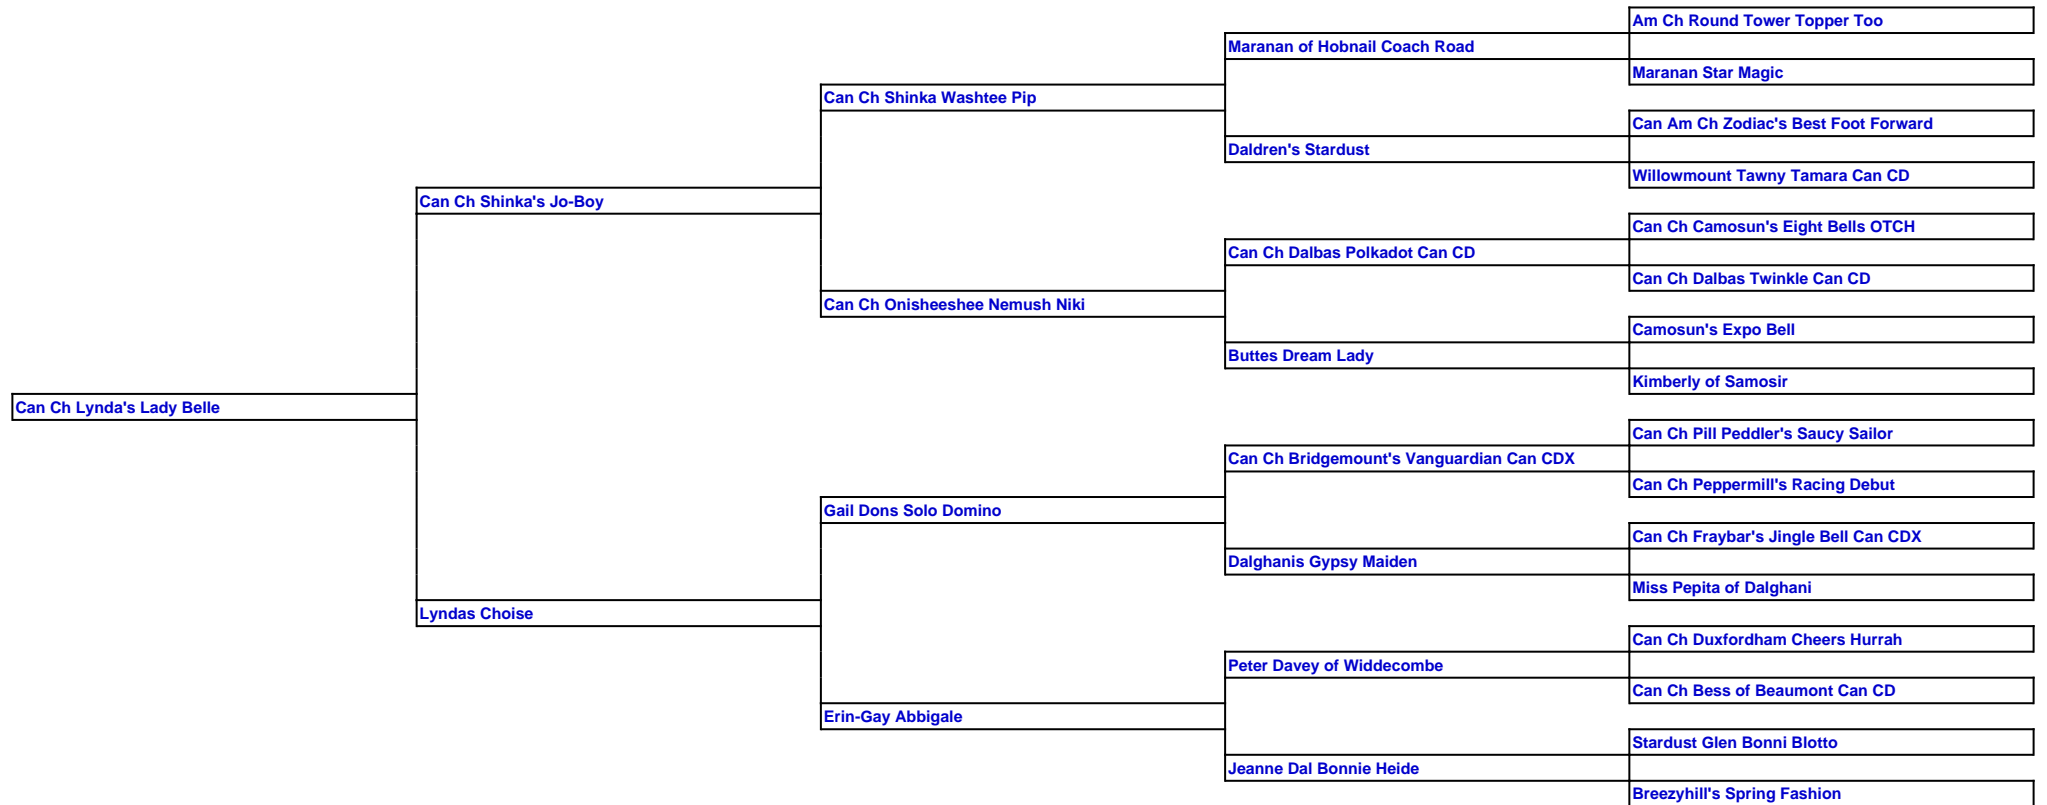 Am Ch Round Tower Topper Too
Maranan of Hobnail Coach Road
Maranan Star Magic
Can Ch Shinka Washtee Pip
Can Am Ch Zodiac's Best Foot Forward
Daldren's Stardust
Willowmount Tawny Tamara Can CD
Can Ch Shinka's Jo-Boy
Can Ch Camosun's Eight Bells OTCH
Can Ch Dalbas Polkadot Can CD
Can Ch Dalbas Twinkle Can CD
Can Ch Onisheeshee Nemush Niki
Camosun's Expo Bell
Buttes Dream Lady
Kimberly of Samosir
Can Ch Lynda's Lady Belle
Can Ch Pill Peddler's Saucy Sailor
Can Ch Bridgemount's Vanguardian Can CDX
Can Ch Peppermill's Racing Debut
Gail Dons Solo Domino
Can Ch Fraybar's Jingle Bell Can CDX
Dalghanis Gypsy Maiden
Miss Pepita of Dalghani
Lyndas Choise
Can Ch Duxfordham Cheers Hurrah
Peter Davey of Widdecombe
Can Ch Bess of Beaumont Can CD
Erin-Gay Abbigale
Stardust Glen Bonni Blotto
Jeanne Dal Bonnie Heide
Breezyhill's Spring Fashion